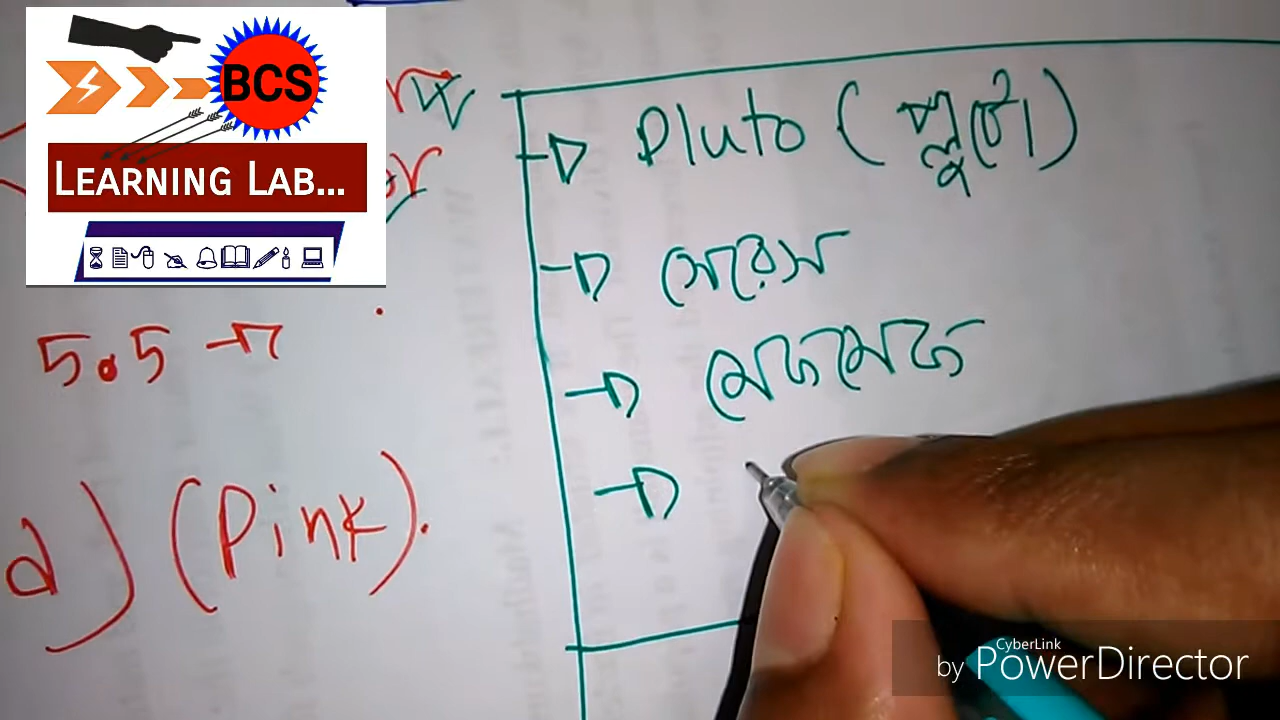 BCS
LEARNING LAB...
Pluto (প্লুটো)
সেরেস
মেকমেক
5.5
d) (Pink).
CyberLink
by PowerDirector